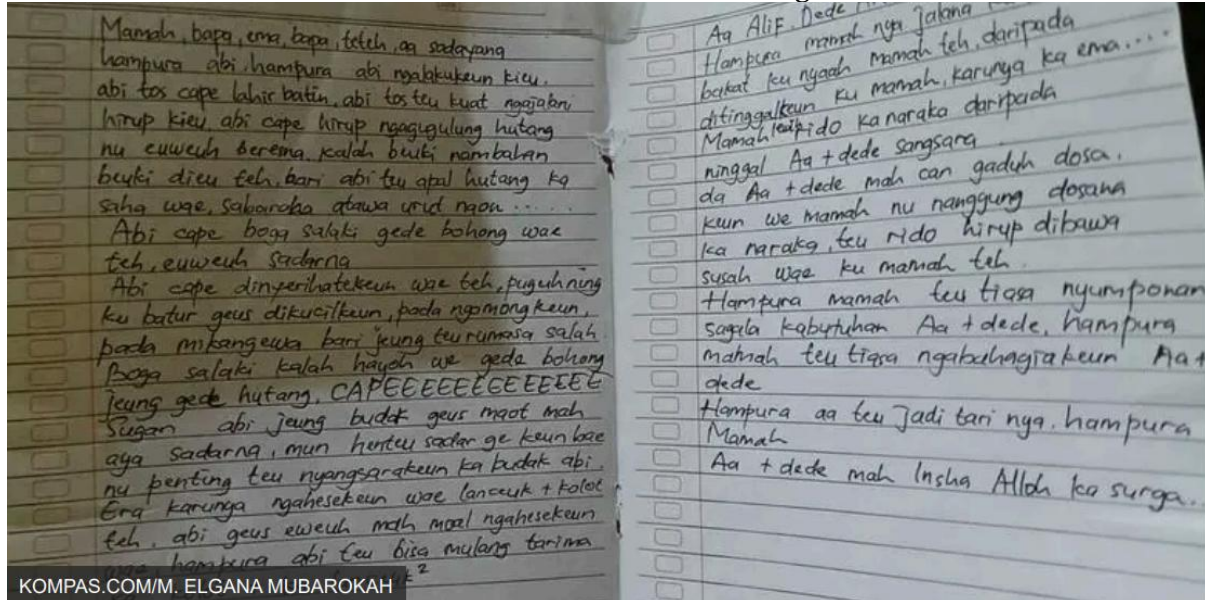 Mamah, bapa, ema, bapa, teteh, aa sadayana
hampura abi, hampura abi ngalakukeun kieu.
abi tos cape lahir batin, abi tos teu kuat ngajalan
hirup kieu, abi cape hirup ngagugulung hutang
nu euweuh berema, kalah beuki nambahan
beuki dieu teh, bari abi teu apal hutang ka
saha wae, sabaraha atawa urut naon .....
Abi cape boga salaki gede bohong wae
teh, euweuh sadarna
Abi cape dinyerihatekeun wae teh, puguhning
ku batur geus dikucilkeun, pada ngomongkeun,
pada mikangewa bari jeung teu rumasa salah.
Boga salaki kalah hayoh we gede bohong
jeung gede hutang, CAPEEEEEEEEEEEEEE
Sugan abi jeung budak geus maot mah
aya sadarna, mun henteu sadar ge keun bae
nu penting teu nyangsarakeun ka budak abi.
Era karunya ngahesekeun wae lanceuk + kolot
teh, abi geus euweuh mah moal ngahesekeun
hampura abi teu bisa mulang tarima
KOMPAS.COM/M. ELGANA MUBAROKAH
Aa Alif, Dede
Hampura mamah nya jalana
bakat ku nyaah mamah teh, daripada
ditinggalkeun ku mamah, karunya ka ema....
Mamah rido ka naraka daripada
ninggal Aa + dede sangsara
da Aa + dede mah can gaduh dosa.
keun we mamah nu nanggung dosana
ka naraka, teu rido hirup dibawa
susah wae ku mamah teh.
Hampura mamah teu tiasa nyumponan
sagala kabutuhan Aa + dede, hampura
mamah teu tiasa ngabahagiakeun Aa +
dede
Hampura aa teu jadi tari nya, hampura
Mamah
Aa + dede mah Insha Alloh ka surga..